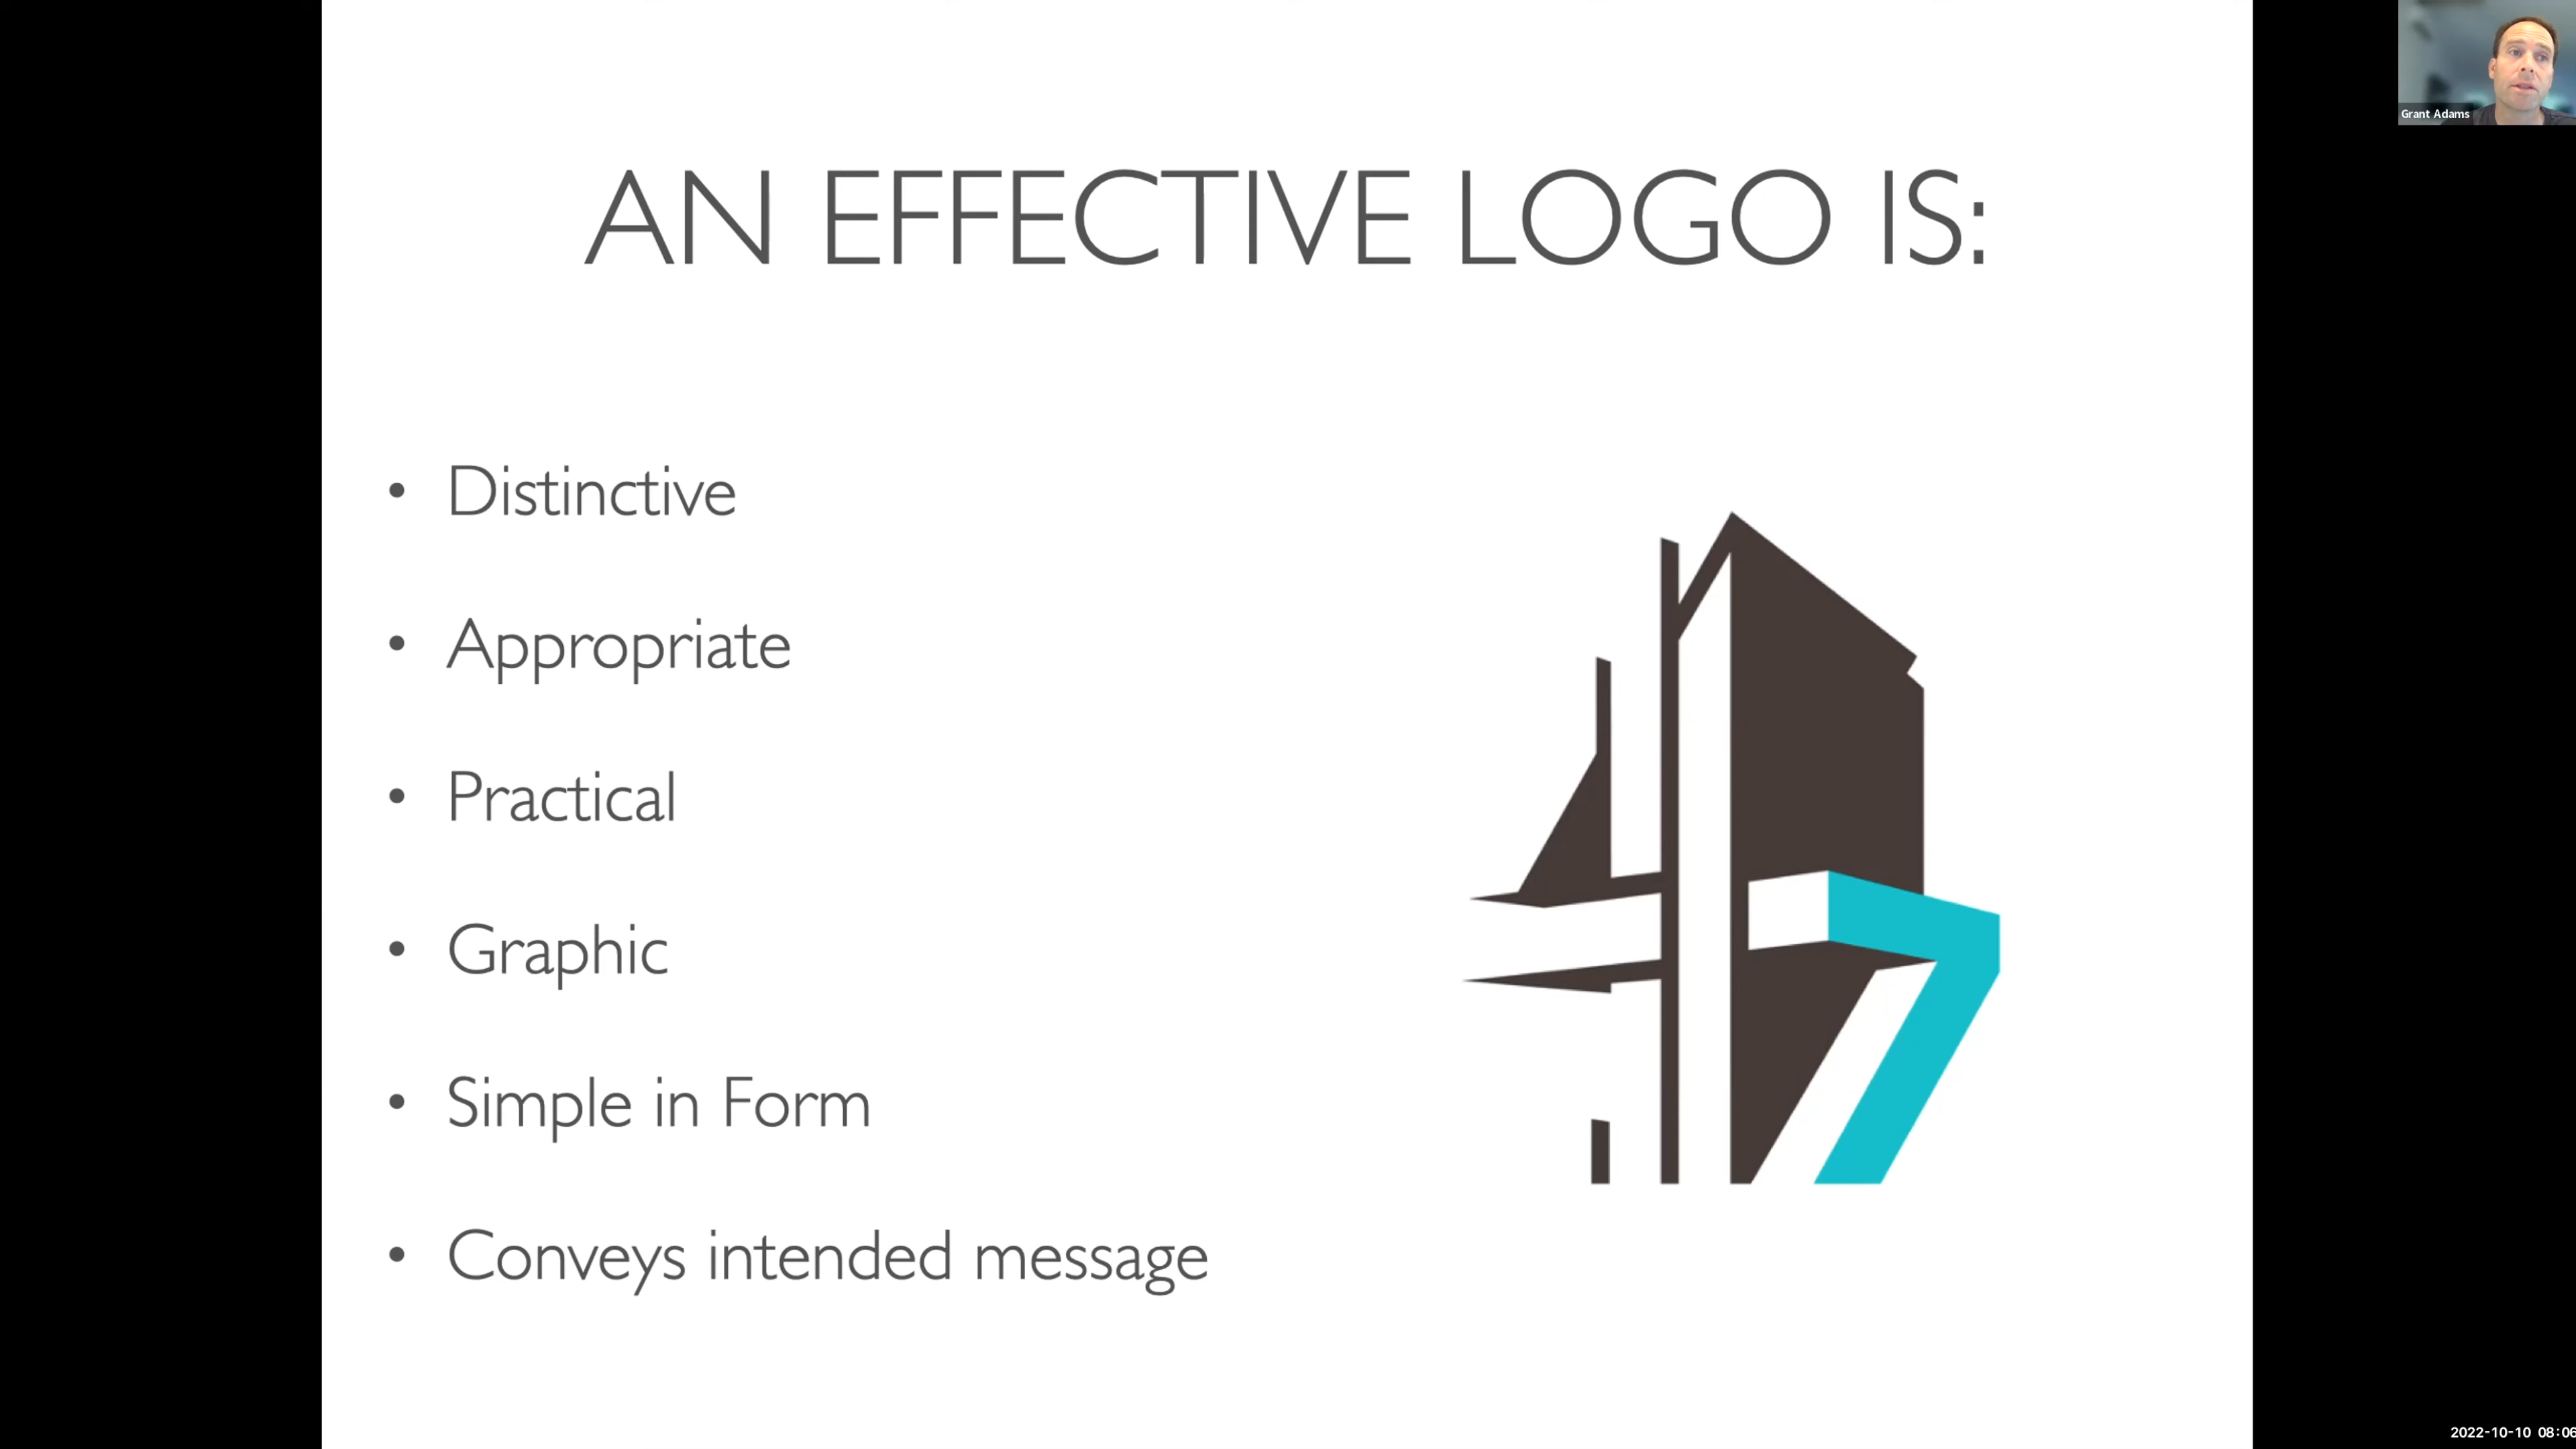 Grant Adams
AN EFFECTIVE LOGO IS:
• Distinctive
• Appropriate
• Practical
• Graphic
• Simple in Form
• Conveys intended message
7
2022-10-10 08:06